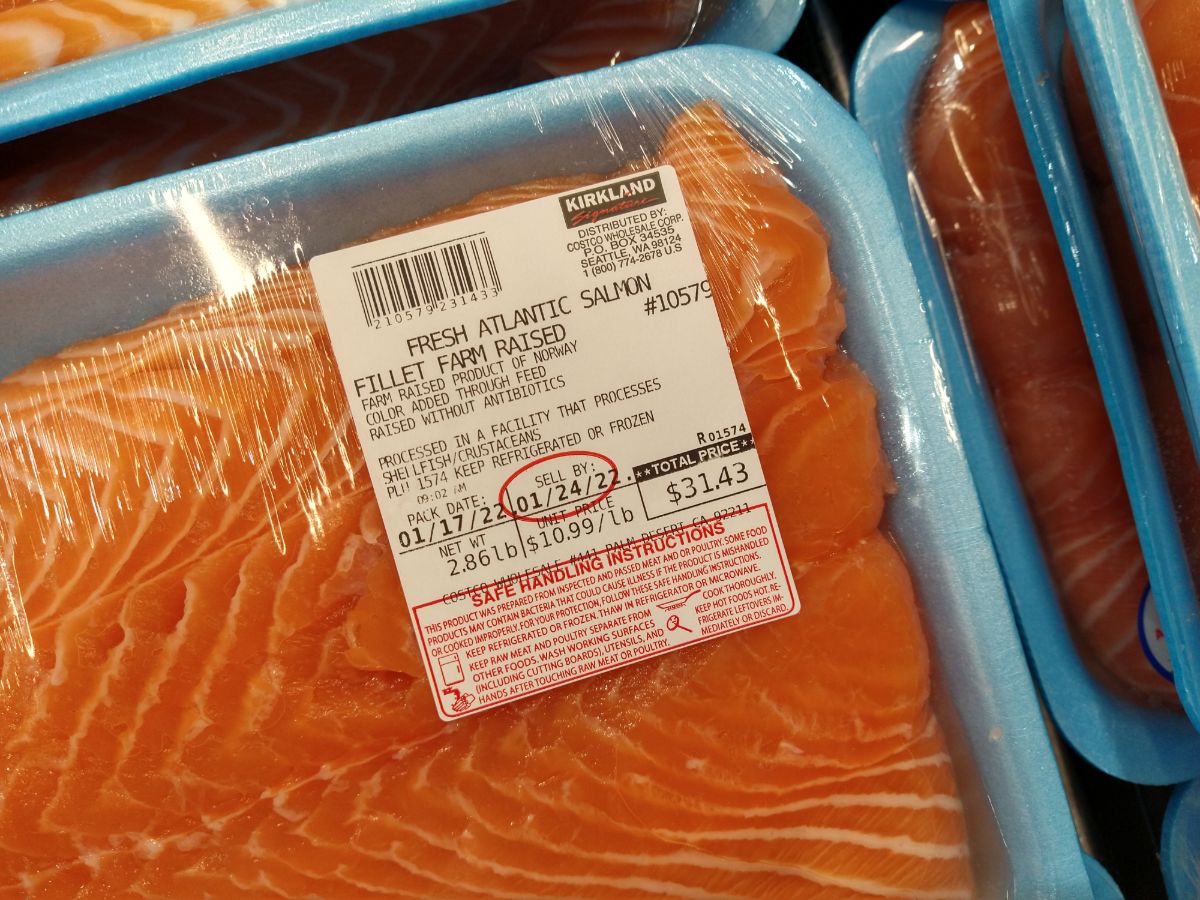 KIRKLAND
Signature
DISTRIBUTED BY:
COSTCO WHOLESALE CORP.
P.O. BOX 34535
SEATTLE, WA 98124
1 (800) 774-2678 U.S
210579231433
FRESH ATLANTIC SALMON
#10579
FILLET FARM RAISED
FARM RAISED PRODUCT OF NORWAY
COLOR ADDED THROUGH FEED
RAISED WITHOUT ANTIBIOTICS
PROCESSED IN A FACILITY THAT PROCESSES
SHELLFISH/CRUSTACEANS
PLU 1574 KEEP REFRIGERATED OR FROZEN
09:02 AM
R01574
PACK DATE:
SELL BY:
**TOTAL PRICE**
01/17/22
01/24/22
$31.43
NET WT
UNIT PRICE
2.86lb
$10.99/lb
COSTCO WHOLESALE #441 PALM DESERT CA 92211
SAFE HANDLING INSTRUCTIONS
THIS PRODUCT WAS PREPARED FROM INSPECTED AND PASSED MEAT AND OR POULTRY. SOME FOOD
PRODUCTS MAY CONTAIN BACTERIA THAT COULD CAUSE ILLNESS IF THE PRODUCT IS MISHANDLED
OR COOKED IMPROPERLY. FOR YOUR PROTECTION, FOLLOW THESE SAFE HANDLING INSTRUCTIONS.
KEEP REFRIGERATED OR FROZEN. THAW IN REFRIGERATOR OR MICROWAVE.
KEEP RAW MEAT AND POULTRY SEPARATE FROM
OTHER FOODS. WASH WORKING SURFACES
(INCLUDING CUTTING BOARDS), UTENSILS, AND
HANDS AFTER TOUCHING RAW MEAT OR POULTRY.
COOK THOROUGHLY.
KEEP HOT FOODS HOT. RE-
FRIGERATE LEFTOVERS IM-
MEDIATELY OR DISCARD.